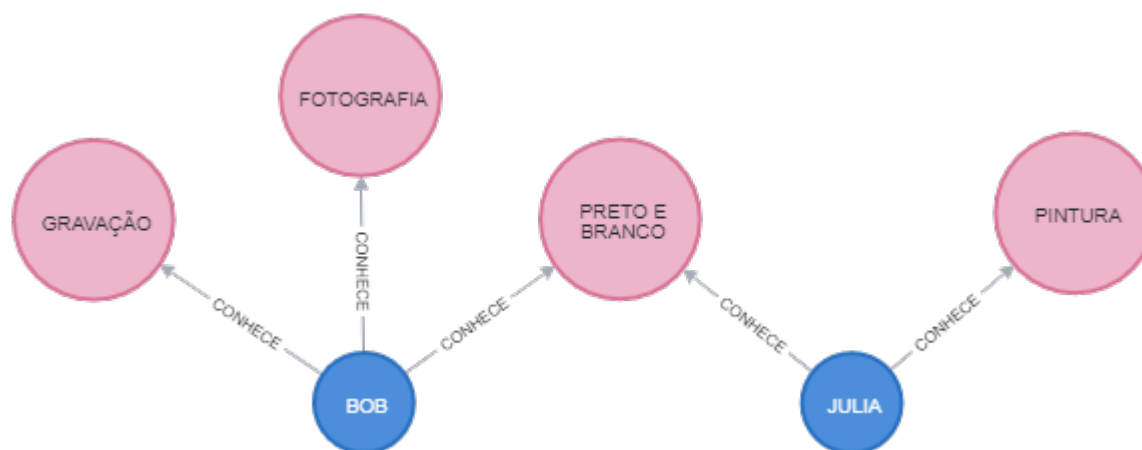 FOTOGRAFIA
GRAVAÇÃO
PRETO E
BRANCO
PINTURA
CONHECE
CONHECE
CONHECE
CONHECE
CONHECE
BOB
JULIA